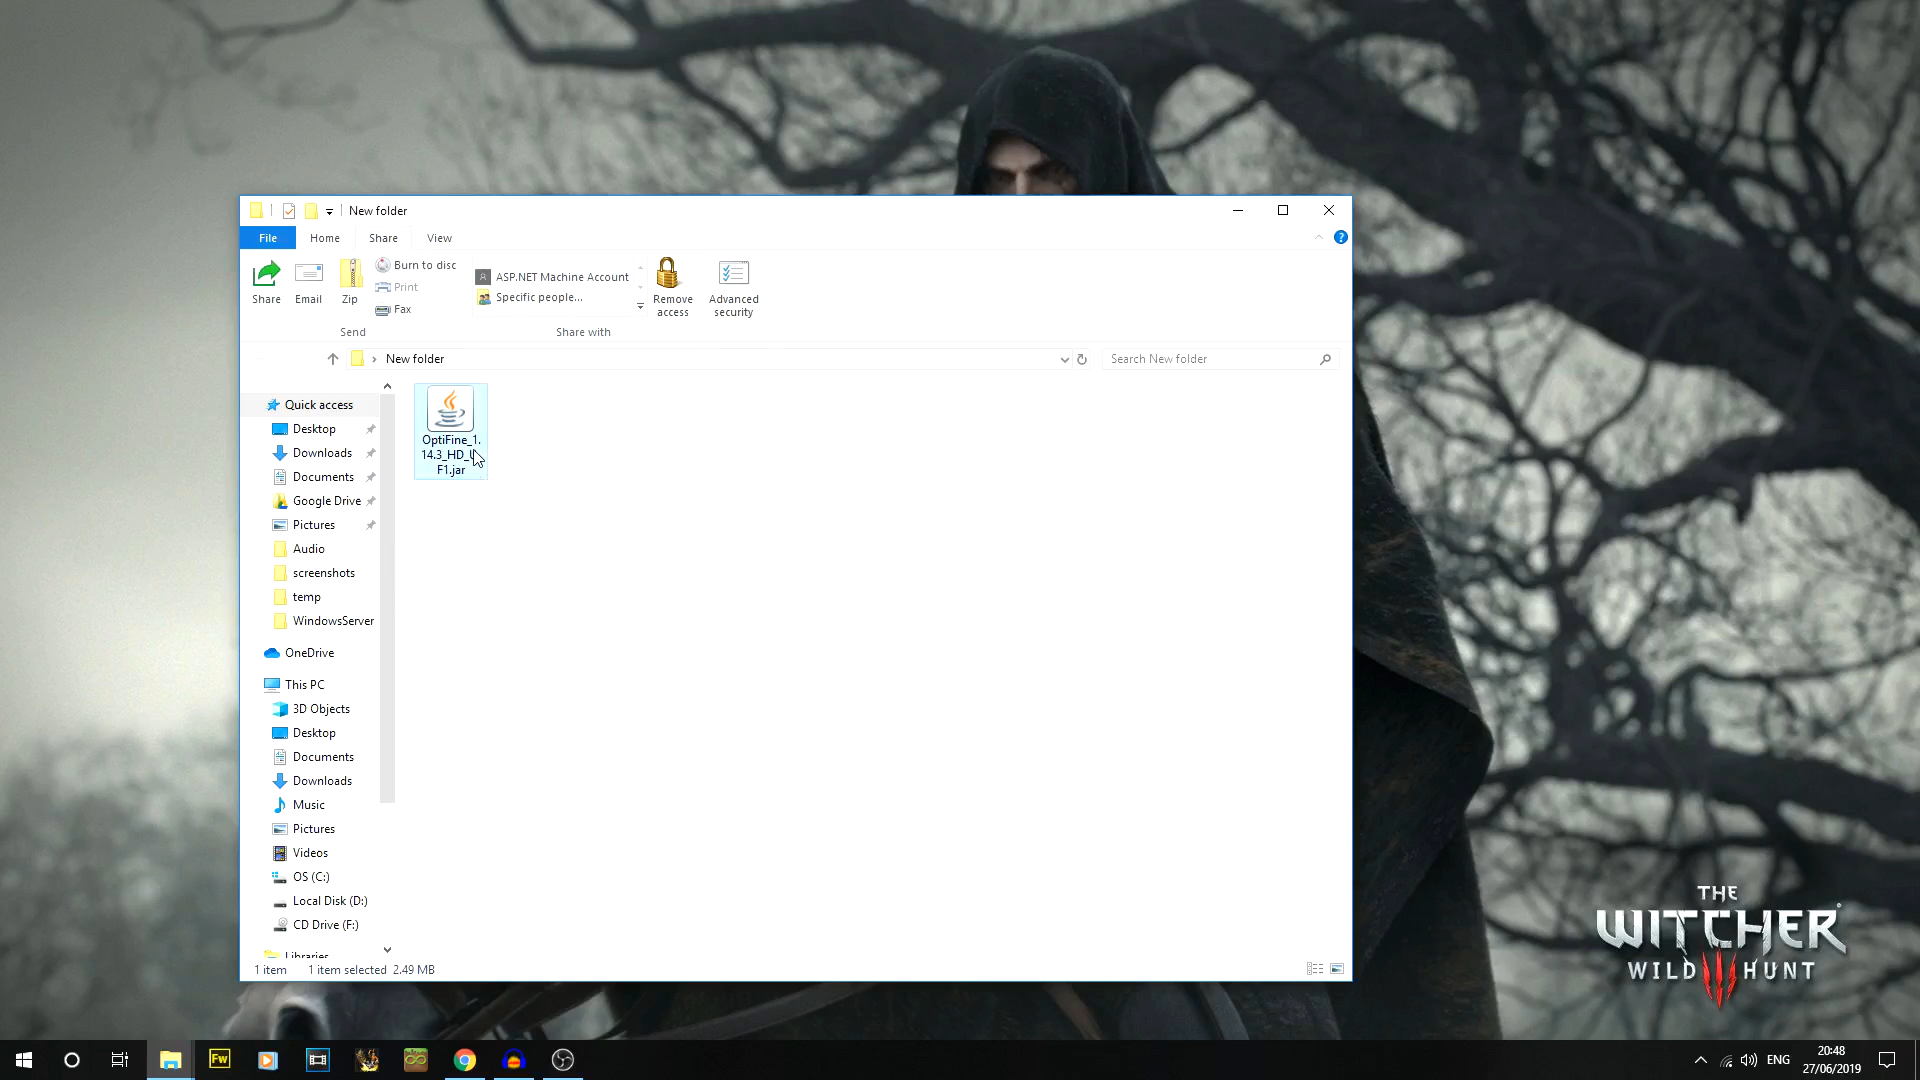 New folder
File Home Share View
Share
Email
Zip
Burn to disc
Print
Fax
Send
ASP.NET Machine Account
Specific people...
Share with
Remove
access
Advanced
security
New folder
Search New folder
Quick access
Desktop
Downloads
Documents
Google Drive
Pictures
Audio
screenshots
temp
WindowsServer
OneDrive
This PC
3D Objects
Desktop
Documents
Downloads
Music
Pictures
Videos
OS (C:)
Local Disk (D:)
CD Drive (F:)
Libraries
OptiFine_1.
14.3_HD_U_
F1.jar
1 item 1 item selected 2.49 MB
THE
WITCHER
WILD HUNT
Fw
ENG
20:48
27/06/2019